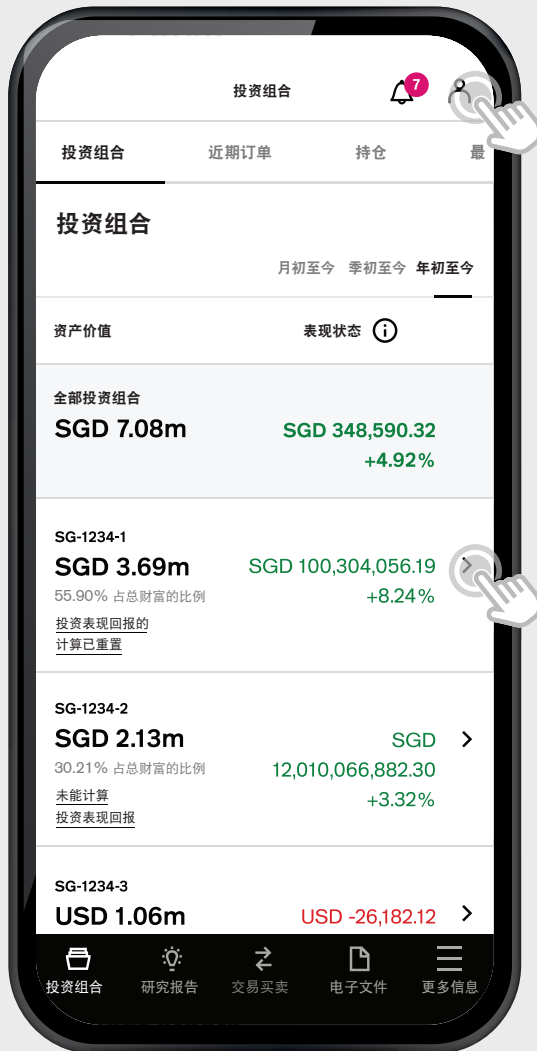 投资组合
7
投资组合 近期订单 持仓 最
投资组合
月初至今 季初至今 年初至今
资产价值 表现状态
全部投资组合
SGD 7.08m SGD 348,590.32
+4.92%
SG-1234-1
SGD 3.69m SGD 100,304,056.19
55.90% 占总财富的比例 +8.24%
投资表现回报的
计算已重置
SG-1234-2
SGD 2.13m SGD
30.21% 占总财富的比例 12,010,066,882.30
未能计算 +3.32%
投资表现回报
SG-1234-3
USD 1.06m USD -26,182.12
投资组合 研究报告 交易买卖 电子文件 更多信息